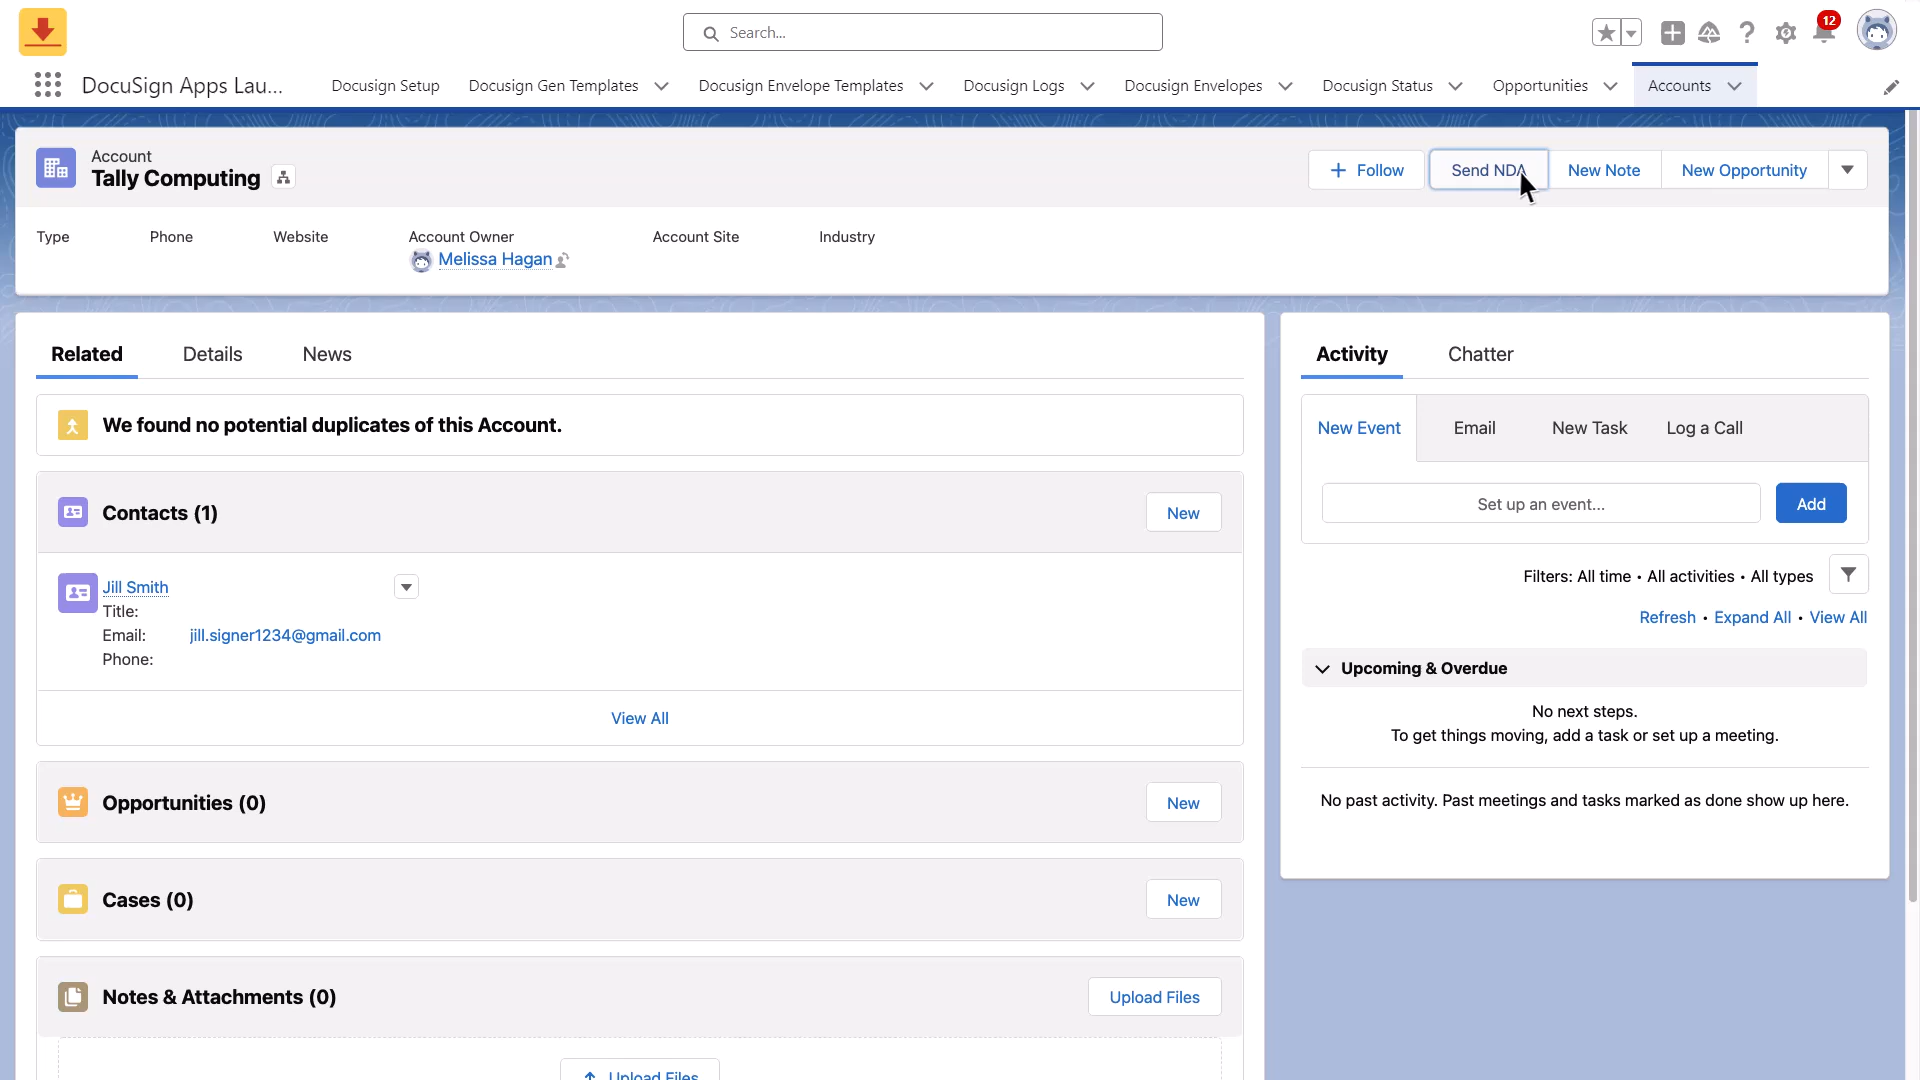 Search...
12
DocuSign Apps Lau...
Docusign Setup
Docusign Gen Templates
Docusign Envelope Templates
Docusign Logs
Docusign Envelopes
Docusign Status
Opportunities
Accounts
Account
Tally Computing
Follow
Send NDA
New Note
New Opportunity
Type
Phone
Website
Account Owner
Account Site
Industry
Melissa Hagan
Related
Details
News
We found no potential duplicates of this Account.
Contacts (1)
New
Jill Smith
Title:
Email: jill.signer1234@gmail.com
Phone:
View All
Opportunities (0)
New
Cases (0)
New
Notes & Attachments (0)
Upload Files
Upload Files
Activity
Chatter
New Event
Email
New Task
Log a Call
Set up an event...
Add
Filters: All time • All activities • All types
Refresh • Expand All • View All
Upcoming & Overdue
No next steps.
To get things moving, add a task or set up a meeting.
No past activity. Past meetings and tasks marked as done show up here.